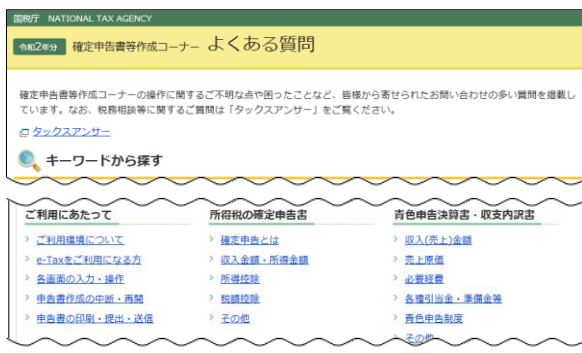 国税庁 NATIONAL TAX AGENCY
令和2年分 確定申告書等作成コーナー よくある質問
確定申告書等作成コーナーの操作に関するご不明な点や困ったことなど、皆様から寄せられたお問い合わせの多い質問を掲載し
ています。なお、税務相談等に関するご質問は「タックスアンサー」をご覧ください。
タックスアンサー
キーワードから探す
ご利用にあたって
ご利用環境について
e-Taxをご利用になる方
各画面の入力・操作
申告書作成の中断・再開
申告書の印刷・提出・送信
所得税の確定申告書
確定申告とは
収入金額・所得金額
所得控除
税額控除
その他
青色申告決算書・収支内訳書
収入(売上)金額
売上原価
必要経費
各種引当金・準備金等
青色申告制度
その他